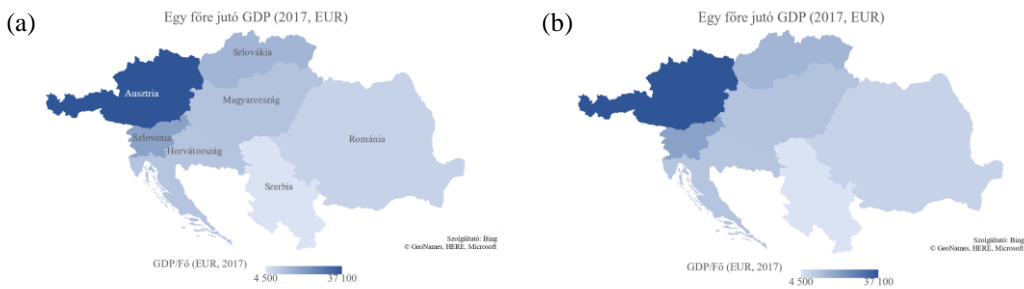 (a)
Egy főre jutó GDP (2017, EUR)
Szlovákia
Ausztria
Magyarország
Szlovénia
Románia
Horvátország
Szerbia
Szolgáltató: Bing
© GeoNames, HERE, Microsoft
GDP/Fő (EUR, 2017)
4 500 37 100
(b)
Egy főre jutó GDP (2017, EUR)
Szolgáltató: Bing
© GeoNames, HERE, Microsoft
GDP/Fő (EUR, 2017)
4 500 37 100